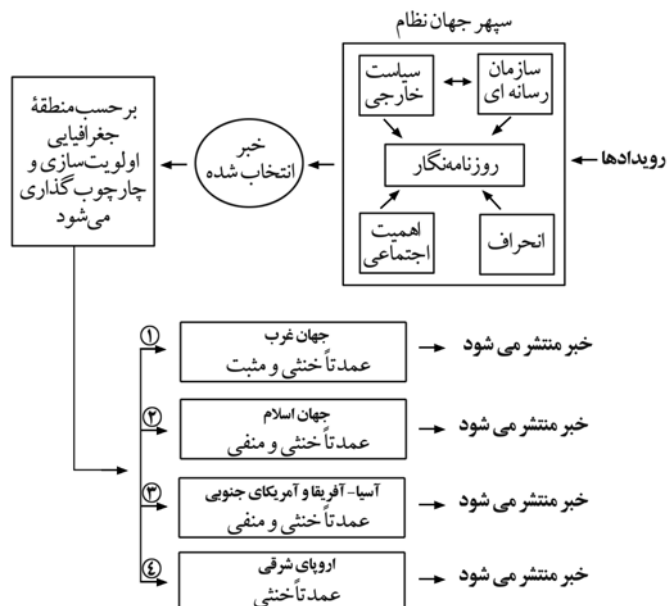 سپهر جهان نظام
رویدادها
سازمان
رسانه ای
سیاست
خارجی
روزنامه‌نگار
انحراف
اهمیت
اجتماعی
خبر
انتخاب شده
برحسب منطقهٔ
جغرافیایی
اولویت‌سازی و
چارچوب گذاری
می‌شود
①
جهان غرب
عمدتاً خنثی و مثبت
خبر منتشر می شود
②
جهان اسلام
عمدتاً خنثی و منفی
خبر منتشر می شود
③
آسیا - آفریقا و آمریکای جنوبی
عمدتاً خنثی و منفی
خبر منتشر می شود
④
اروپای شرقی
عمدتاً خنثی
خبر منتشر می شود